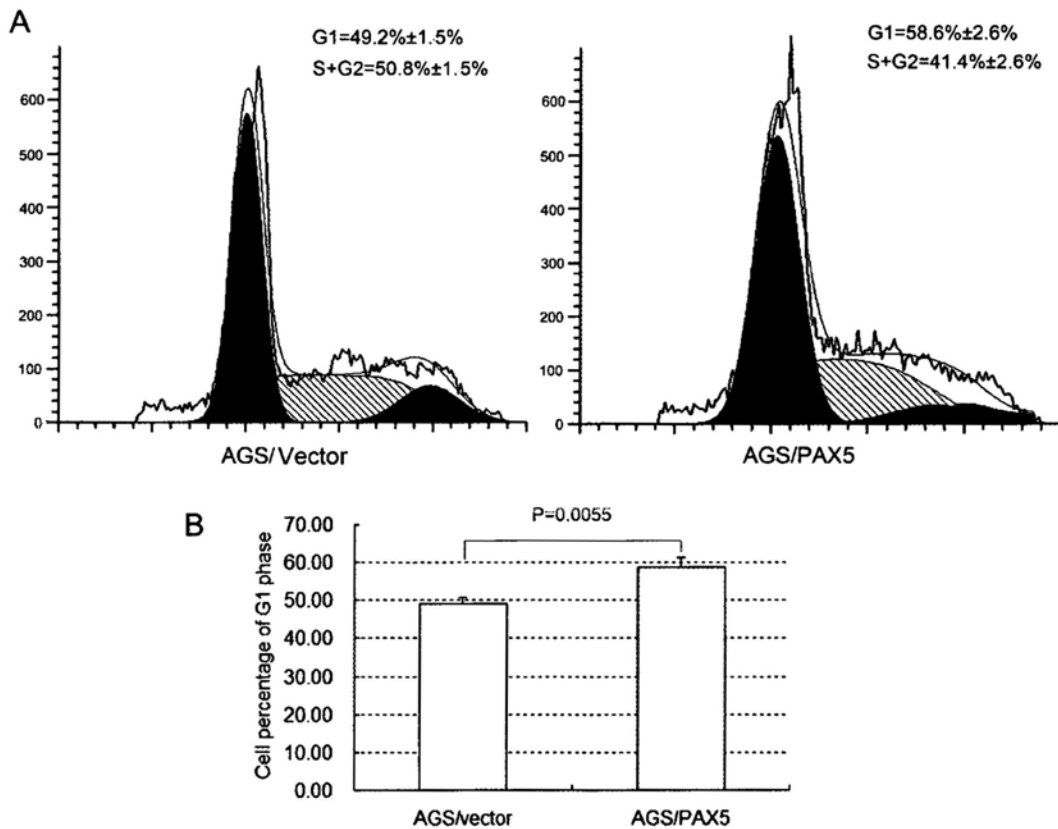 A
G1=49.2%±1.5%
S+G2=50.8%±1.5%
600
500
400
300
200
100
0
AGS/Vector
G1=58.6%±2.6%
S+G2=41.4%±2.6%
600
500
400
300
200
100
0
AGS/PAX5
B
P=0.0055
Cell percentage of G1 phase
70.00
60.00
50.00
40.00
30.00
20.00
10.00
0.00
AGS/vector
AGS/PAX5